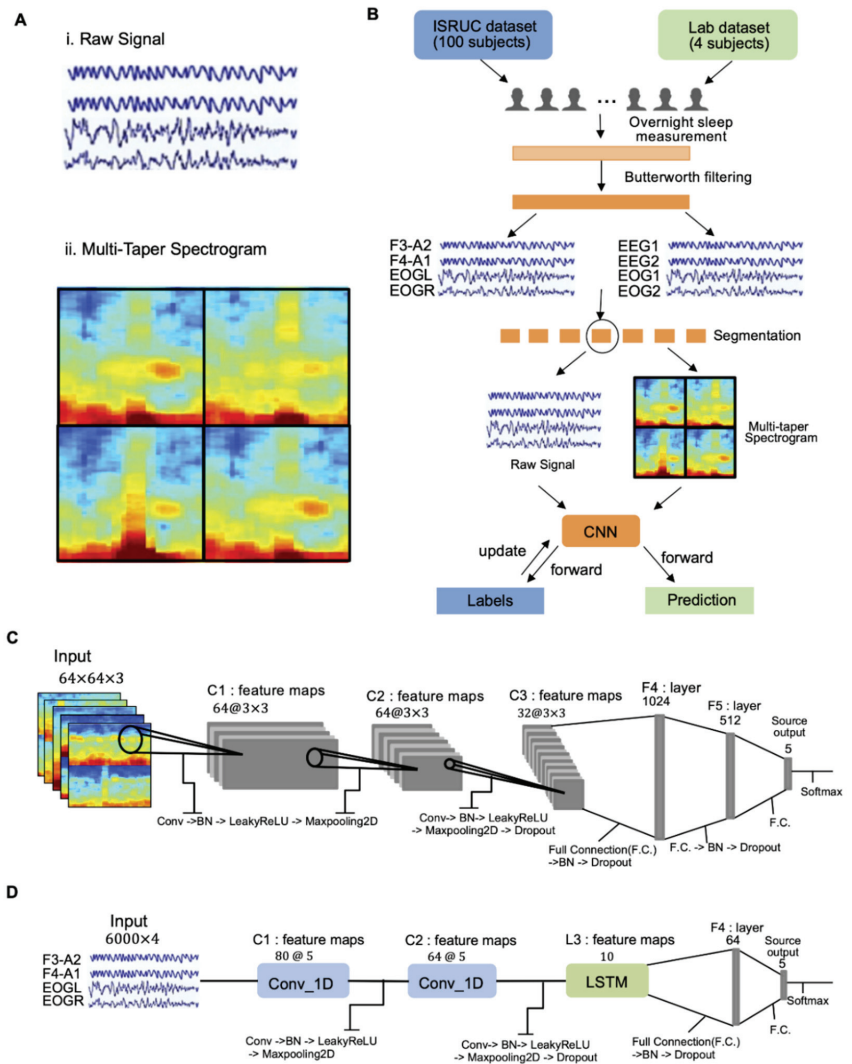 A
i. Raw Signal
ii. Multi-Taper Spectrogram
B
ISRUC dataset
(100 subjects)
Lab dataset
(4 subjects)
...
Overnight sleep
measurement
Butterworth filtering
F3-A2
F4-A1
EOGL
EOGR
EEG1
EEG2
EOG1
EOG2
Segmentation
Raw Signal
Multi-taper
Spectrogram
CNN
update
forward
forward
Labels
Prediction
C
Input
64×64×3
C1 : feature maps
64@3×3
C2 : feature maps
64@3×3
C3 : feature maps
32@3×3
F4 : layer
1024
F5 : layer
512
Source
output
5
Softmax
Conv ->BN -> LeakyReLU -> Maxpooling2D
Conv-> BN-> LeakyReLU
-> Maxpooling2D -> Dropout
Full Connection(F.C.)
->BN -> Dropout
F.C. -> BN -> Dropout
F.C.
D
Input
6000×4
F3-A2
F4-A1
EOGL
EOGR
C1 : feature maps
80 @ 5
Conv_1D
C2 : feature maps
64 @ 5
Conv_1D
L3 : feature maps
10
LSTM
F4 : layer
64
Source
output
5
Softmax
Conv ->BN -> LeakyReLU
-> Maxpooling2D
Conv-> BN-> LeakyReLU
-> Maxpooling2D -> Dropout
Full Connection(F.C.)
->BN -> Dropout
F.C.